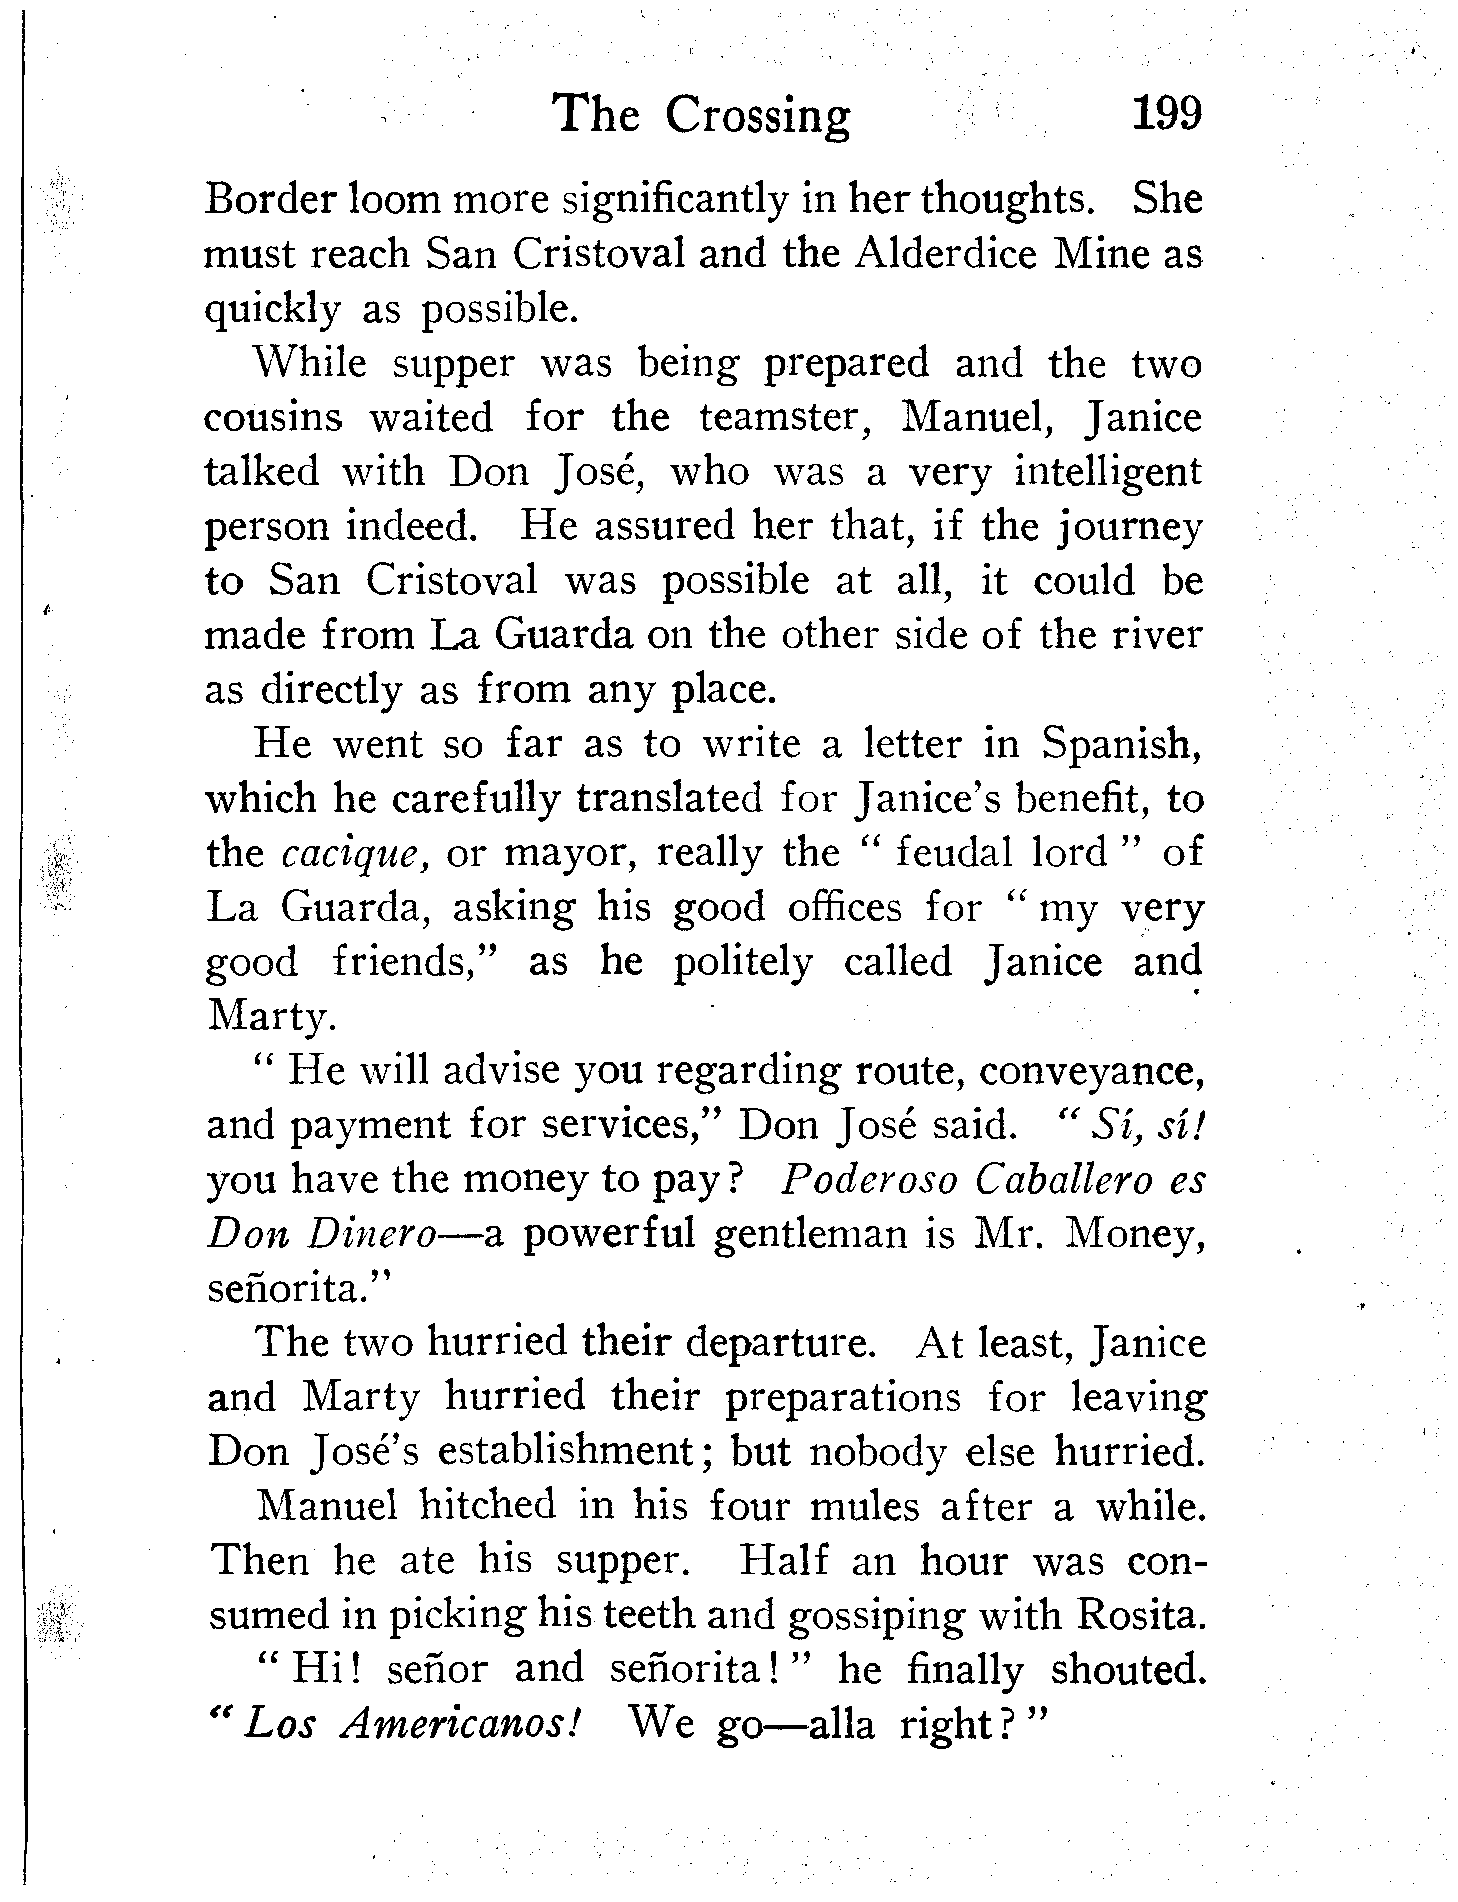 The Crossing 199
Border loom more significantly in her thoughts. She
must reach San Cristoval and the Alderdice Mine as
quickly as possible.
While supper was being prepared and the two
cousins waited for the teamster, Manuel, Janice
talked with Don José, who was a very intelligent
person indeed. He assured her that, if the journey
to San Cristoval was possible at all, it could be
made from La Guarda on the other side of the river
as directly as from any place.
He went so far as to write a letter in Spanish,
which he carefully translated for Janice's benefit, to
the cacique, or mayor, really the " feudal lord " of
La Guarda, asking his good offices for " my very
good friends," as he politely called Janice and
Marty.
" He will advise you regarding route, conveyance,
and payment for services," Don José said. " Sí, sí!
you have the money to pay? Poderoso Caballero es
Don Dinero—a powerful gentleman is Mr. Money,
señorita."
The two hurried their departure. At least, Janice
and Marty hurried their preparations for leaving
Don José's establishment; but nobody else hurried.
Manuel hitched in his four mules after a while.
Then he ate his supper. Half an hour was con-
sumed in picking his teeth and gossiping with Rosita.
" Hi! señor and señorita! " he finally shouted.
" Los Americanos! We go—alla right? "